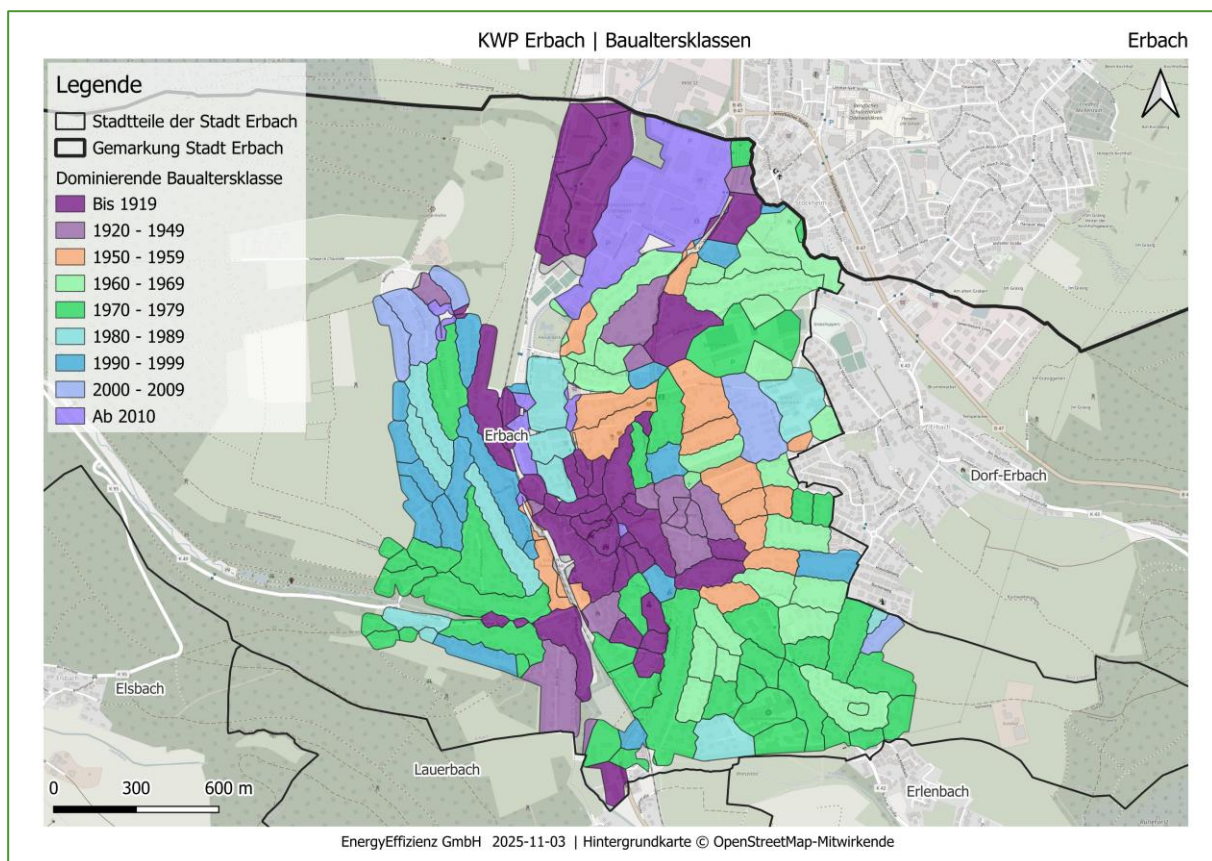 KWP Erbach | Baualtersklassen
Erbach
Legende
Stadtteile der Stadt Erbach
Gemarkung Stadt Erbach
Dominierende Baualtersklasse
Bis 1919
1920 - 1949
1950 - 1959
1960 - 1969
1970 - 1979
1980 - 1989
1990 - 1999
2000 - 2009
Ab 2010
Erbach
Dorf-Erbach
Elsbach
Lauerbach
Erlenbach
0 300 600 m
EnergyEffizienz GmbH 2025-11-03 | Hintergrundkarte © OpenStreetMap-Mitwirkende